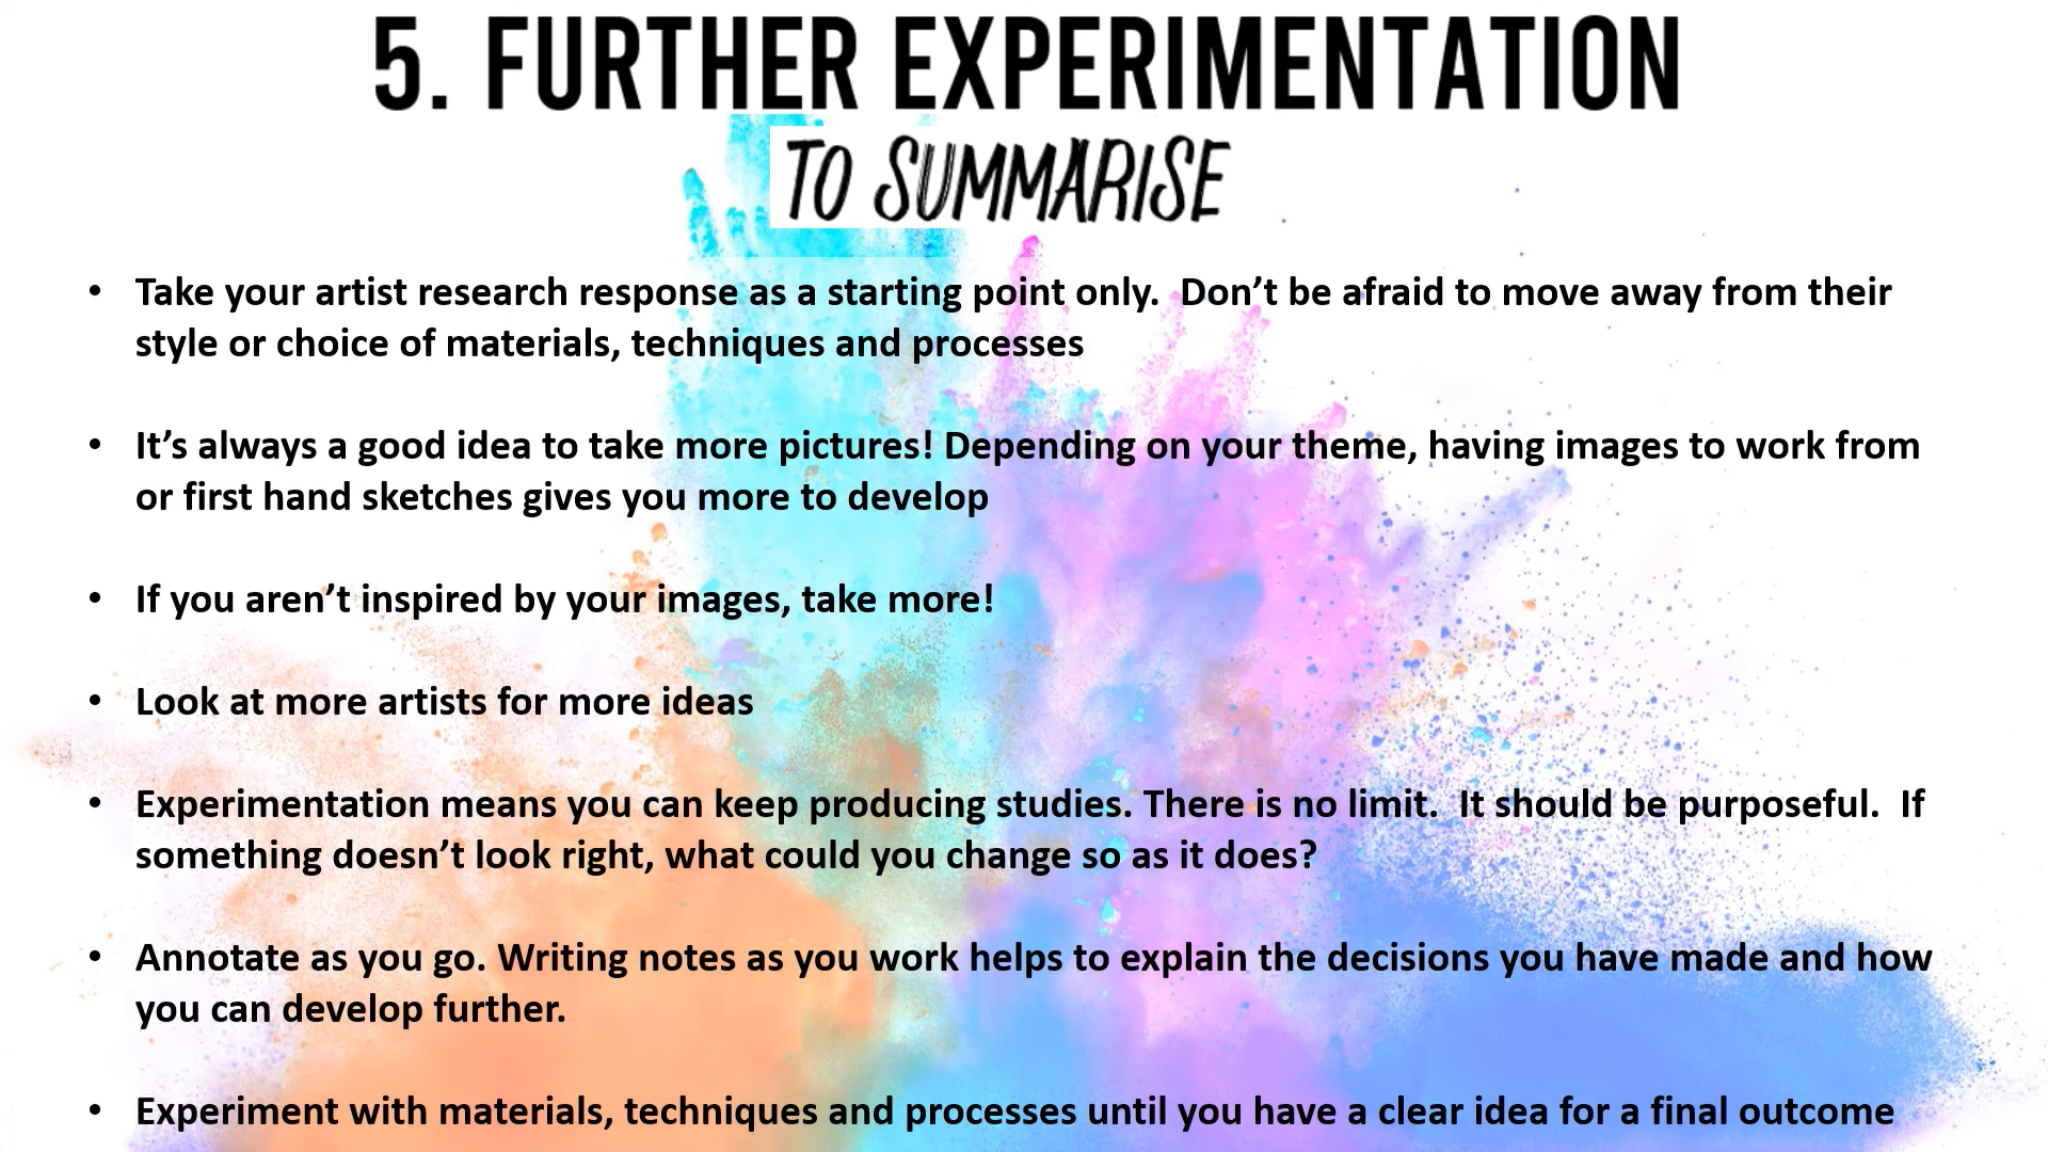 5. FURTHER EXPERIMENTATION
TO SUMMARISE
• Take your artist research response as a starting point only.  Don’t be afraid to move away from their
style or choice of materials, techniques and processes
• It’s always a good idea to take more pictures! Depending on your theme, having images to work from
or first hand sketches gives you more to develop
• If you aren’t inspired by your images, take more!
• Look at more artists for more ideas
• Experimentation means you can keep producing studies. There is no limit.  It should be purposeful.  If
something doesn’t look right, what could you change so as it does?
• Annotate as you go. Writing notes as you work helps to explain the decisions you have made and how
you can develop further.
• Experiment with materials, techniques and processes until you have a clear idea for a final outcome